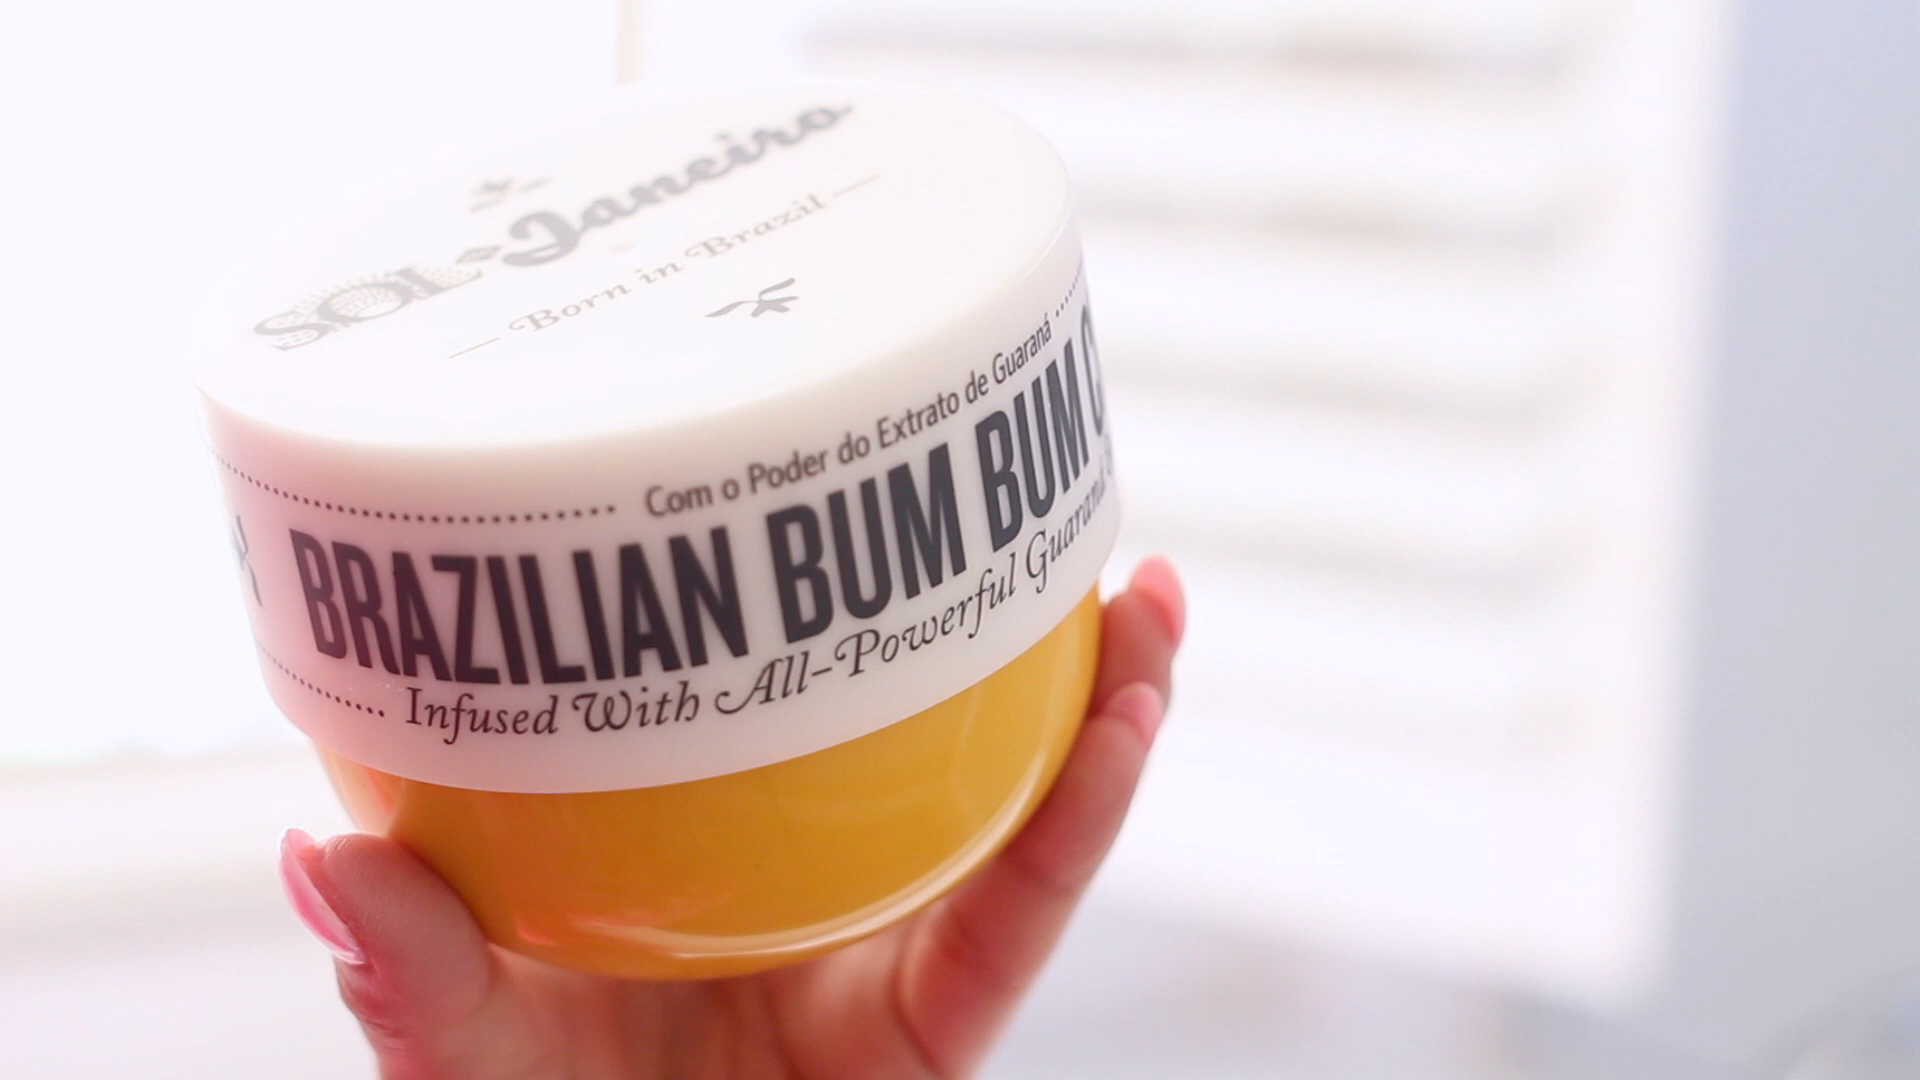 SOL de Janeiro
Born in Brazil
Com o Poder do Extrato de Guaraná
BRAZILIAN BUM BUM
Infused With All-Powerful Guaraná